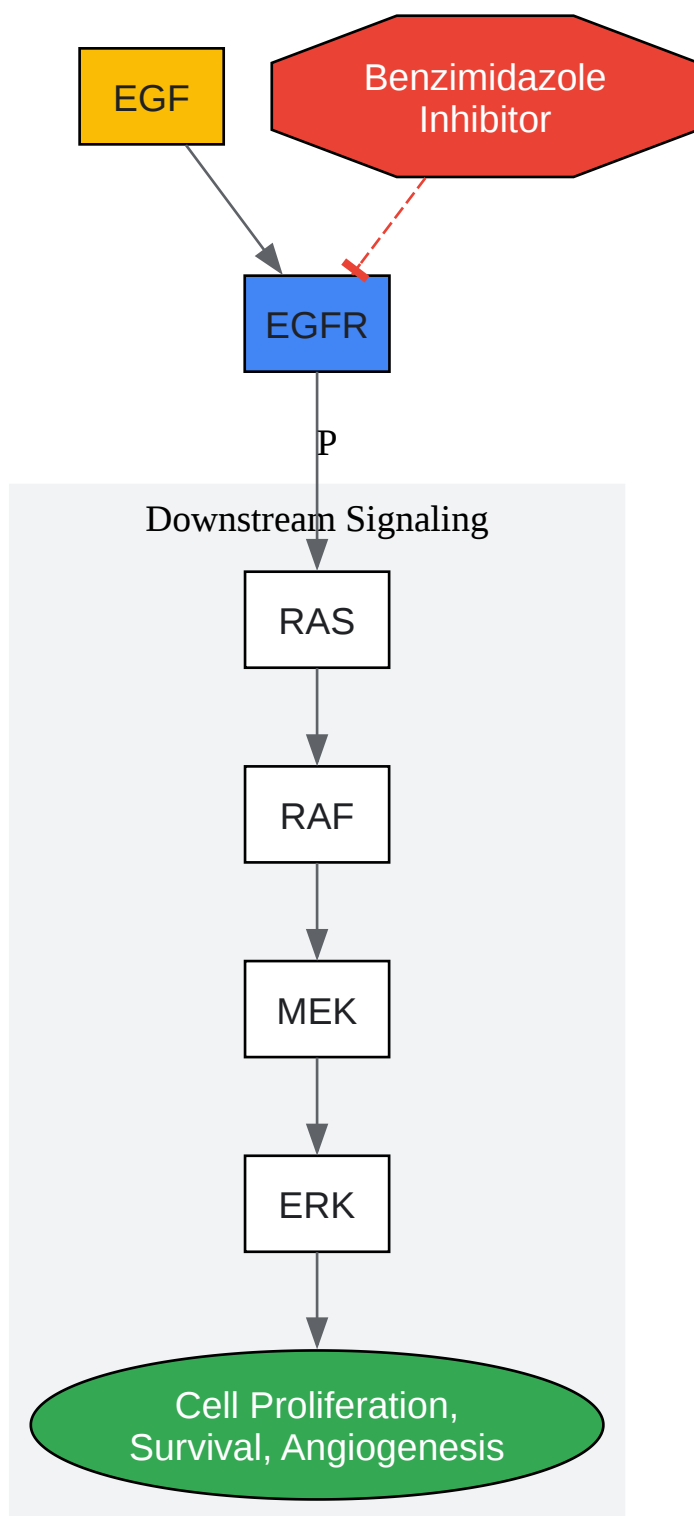 EGF
Benzimidazole
Inhibitor
EGFR
P
Downstream Signaling
RAS
RAF
MEK
ERK
Cell Proliferation,
Survival, Angiogenesis